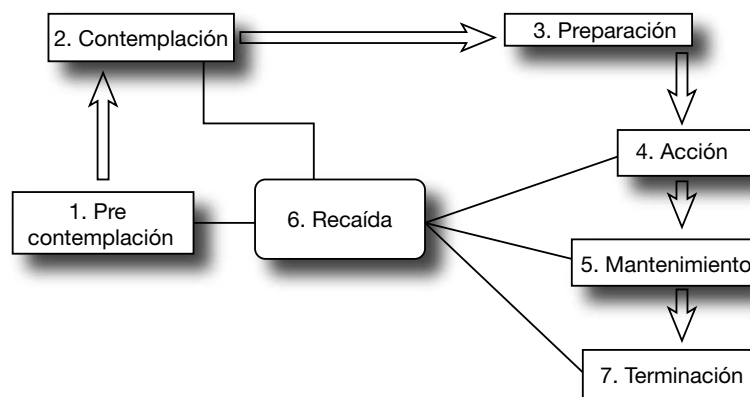 2. Contemplación
3. Preparación
4. Acción
1. Pre
contemplación
6. Recaída
5. Mantenimiento
7. Terminación